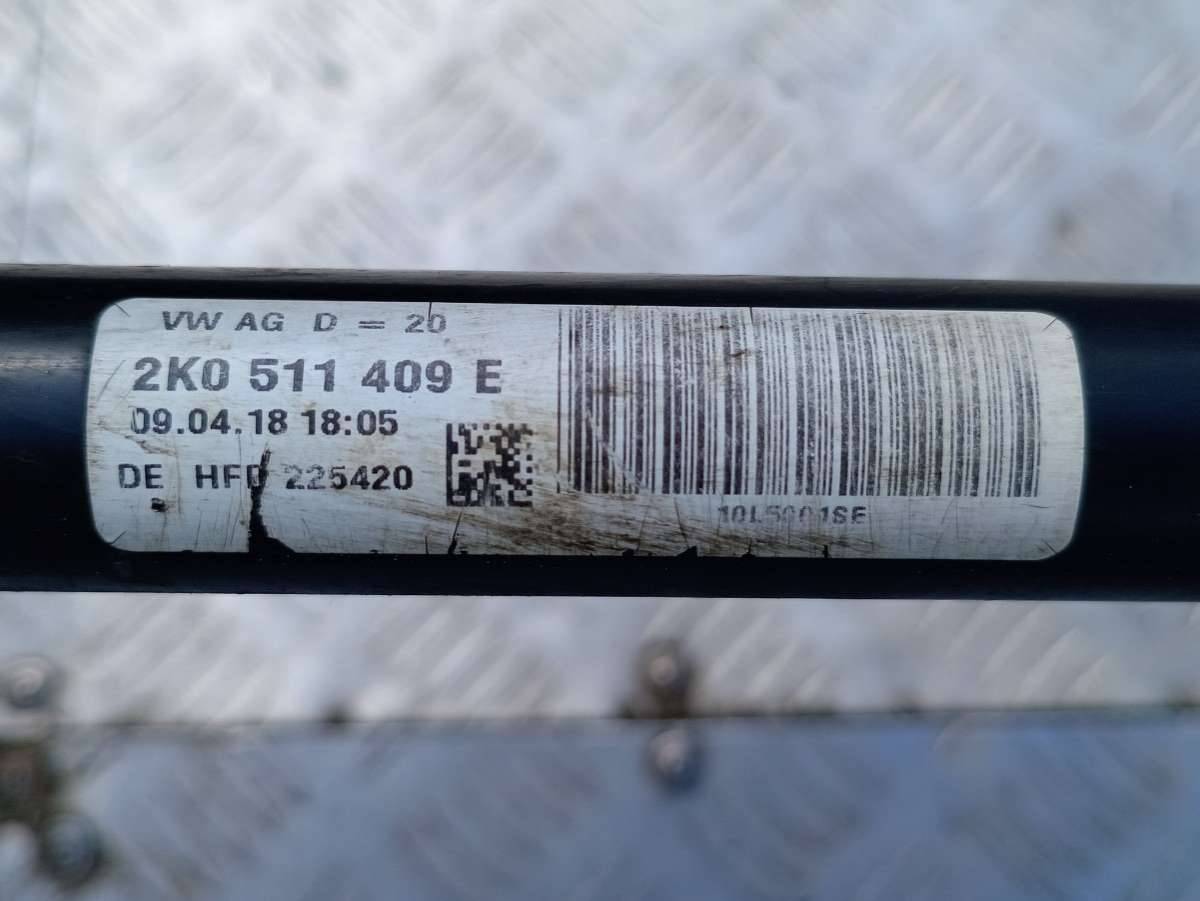 VW AG D = 20
2K0 511 409 E
09.04.18 18:05
DE HFD 225420